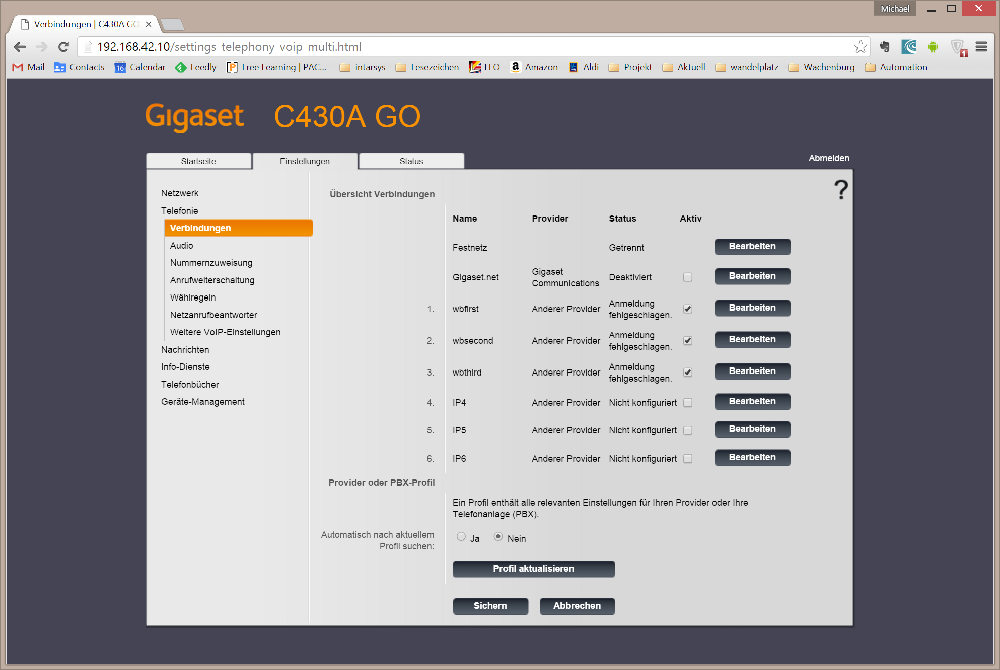 Michael
Verbindungen | C430A GO
192.168.42.10/settings_telephony_voip_multi.html
1
Mail Contacts 16 Calendar Feedly Free Learning | PAC... intarsys Lesezeichen LEO Amazon Aldi Projekt Aktuell wandelplatz Wachenburg Automation
Gigaset C430A GO
Startseite Einstellungen Status Abmelden
?
Netzwerk
Telefonie
Verbindungen
Audio
Nummernzuweisung
Anrufweiterschaltung
Wählregeln
Netzanrufbeantworter
Weitere VoIP-Einstellungen
Nachrichten
Info-Dienste
Telefonbücher
Geräte-Management
Übersicht Verbindungen
Name Provider Status Aktiv
Festnetz Getrennt Bearbeiten
Gigaset.net Gigaset Communications Deaktiviert Bearbeiten
1. wbfirst Anderer Provider Anmeldung fehlgeschlagen. Bearbeiten
2. wbsecond Anderer Provider Anmeldung fehlgeschlagen. Bearbeiten
3. wbthird Anderer Provider Anmeldung fehlgeschlagen. Bearbeiten
4. IP4 Anderer Provider Nicht konfiguriert Bearbeiten
5. IP5 Anderer Provider Nicht konfiguriert Bearbeiten
6. IP6 Anderer Provider Nicht konfiguriert Bearbeiten
Provider oder PBX-Profil
Ein Profil enthält alle relevanten Einstellungen für Ihren Provider oder Ihre
Telefonanlage (PBX).
Automatisch nach aktuellem
Profil suchen:
Ja Nein
Profil aktualisieren
Sichern Abbrechen